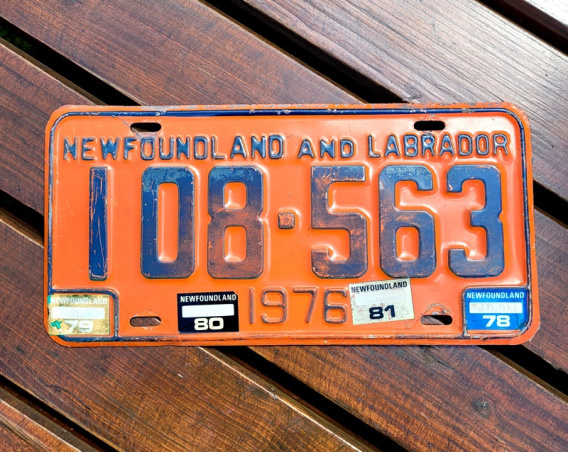 NEWFOUNDLAND AND LABRADOR
108·563
1976
NEWFOUNDLAND
79
NEWFOUNDLAND
80
NEWFOUNDLAND
81
NEWFOUNDLAND
78